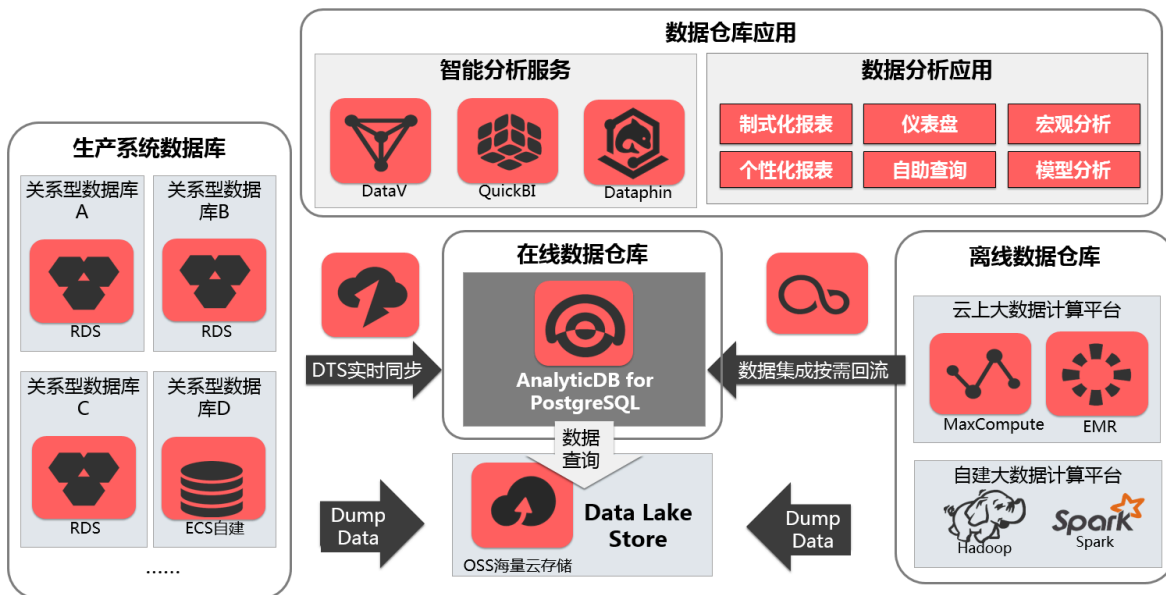 数据仓库应用
智能分析服务
DataV
QuickBI
Dataphin
数据分析应用
制式化报表
仪表盘
宏观分析
个性化报表
自助查询
模型分析
生产系统数据库
关系型数据库
A
RDS
关系型数据
库B
RDS
关系型数据库
C
RDS
关系型数据
库D
ECS自建
......
DTS实时同步
在线数据仓库
AnalyticDB for
PostgreSQL
数据集成按需回流
离线数据仓库
云上大数据计算平台
MaxCompute
EMR
自建大数据计算平台
Hadoop
Spark
Spark
数据
查询
Dump
Data
Data Lake
Store
OSS海量云存储
Dump
Data